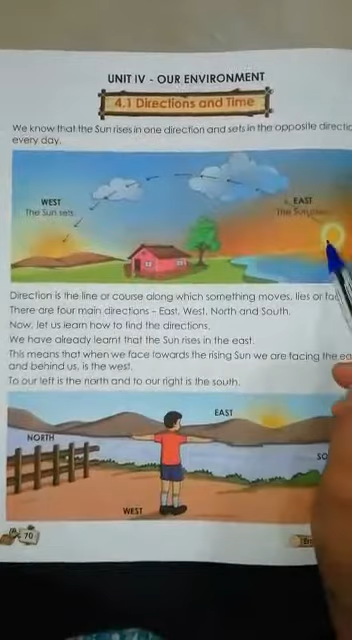 UNIT IV - OUR ENVIRONMENT
4.1 Directions and Time
We know that the Sun rises in one direction and sets in the opposite
every day.
WEST
The Sun sets
EAST
The Sun
Direction is the line or course along which something moves, lies or
There are four main directions - East, West, North and South.
Now, let us learn how to find the directions.
We have already learnt that the Sun rises in the east.
This means that when we face towards the rising Sun we are facing the
and behind us, is the west.
To our left is the north and to our right is the south.
EAST
NORTH
WEST
70